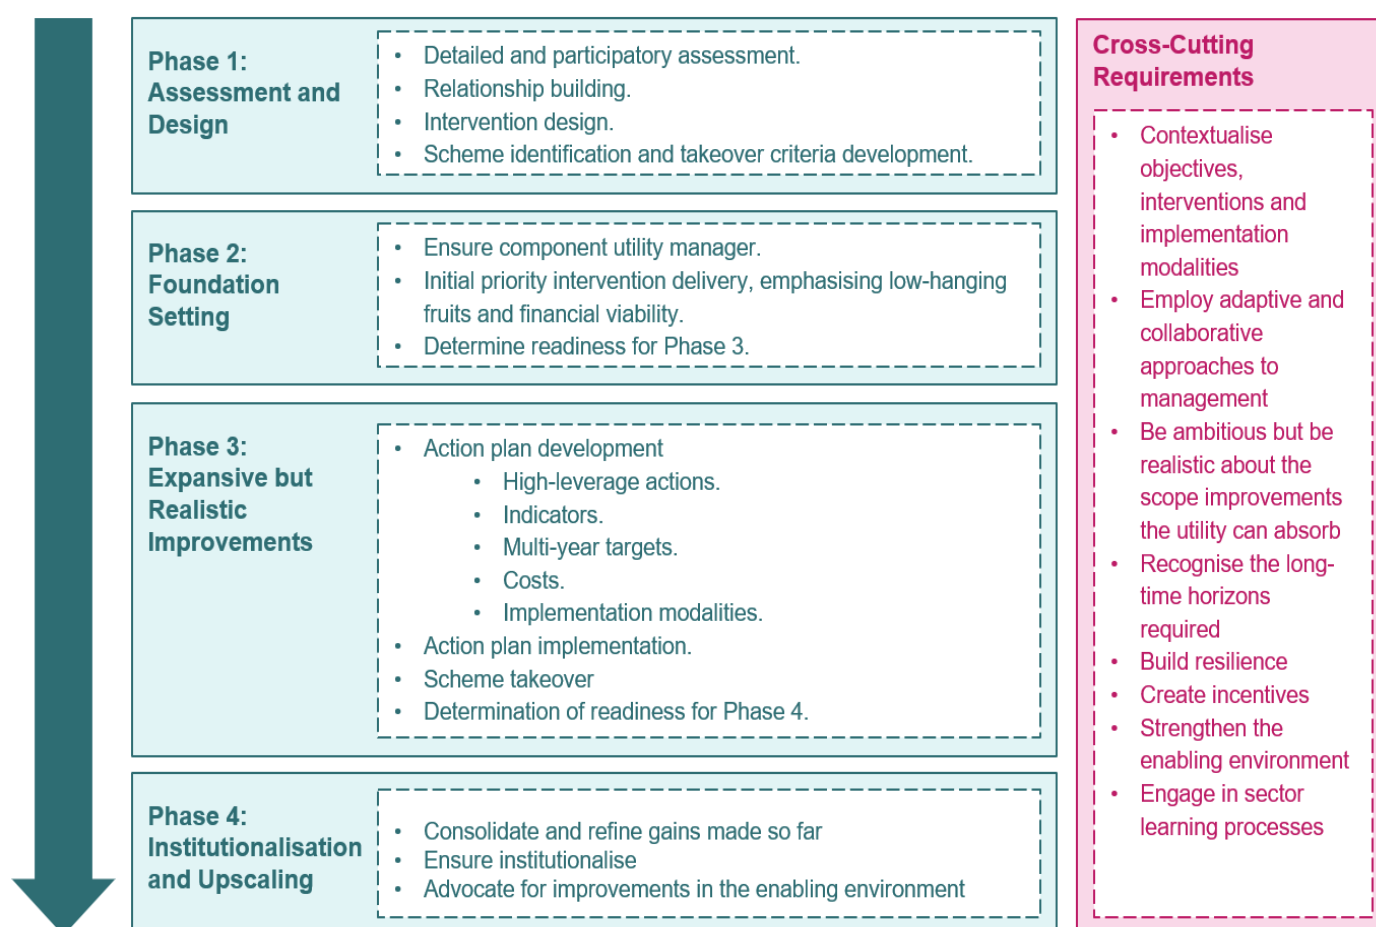 Phase 1:
Assessment and
Design
• Detailed and participatory assessment.
• Relationship building.
• Intervention design.
• Scheme identification and takeover criteria development.
Phase 2:
Foundation
Setting
• Ensure component utility manager.
• Initial priority intervention delivery, emphasising low-hanging
fruits and financial viability.
• Determine readiness for Phase 3.
Phase 3:
Expansive but
Realistic
Improvements
• Action plan development
• High-leverage actions.
• Indicators.
• Multi-year targets.
• Costs.
• Implementation modalities.
• Action plan implementation.
• Scheme takeover
• Determination of readiness for Phase 4.
Phase 4:
Institutionalisation
and Upscaling
• Consolidate and refine gains made so far
• Ensure institutionalise
• Advocate for improvements in the enabling environment
Cross-Cutting
Requirements
• Contextualise
objectives,
interventions and
implementation
modalities
• Employ adaptive and
collaborative
approaches to
management
• Be ambitious but be
realistic about the
scope improvements
the utility can absorb
• Recognise the long-
time horizons
required
• Build resilience
• Create incentives
• Strengthen the
enabling environment
• Engage in sector
learning processes